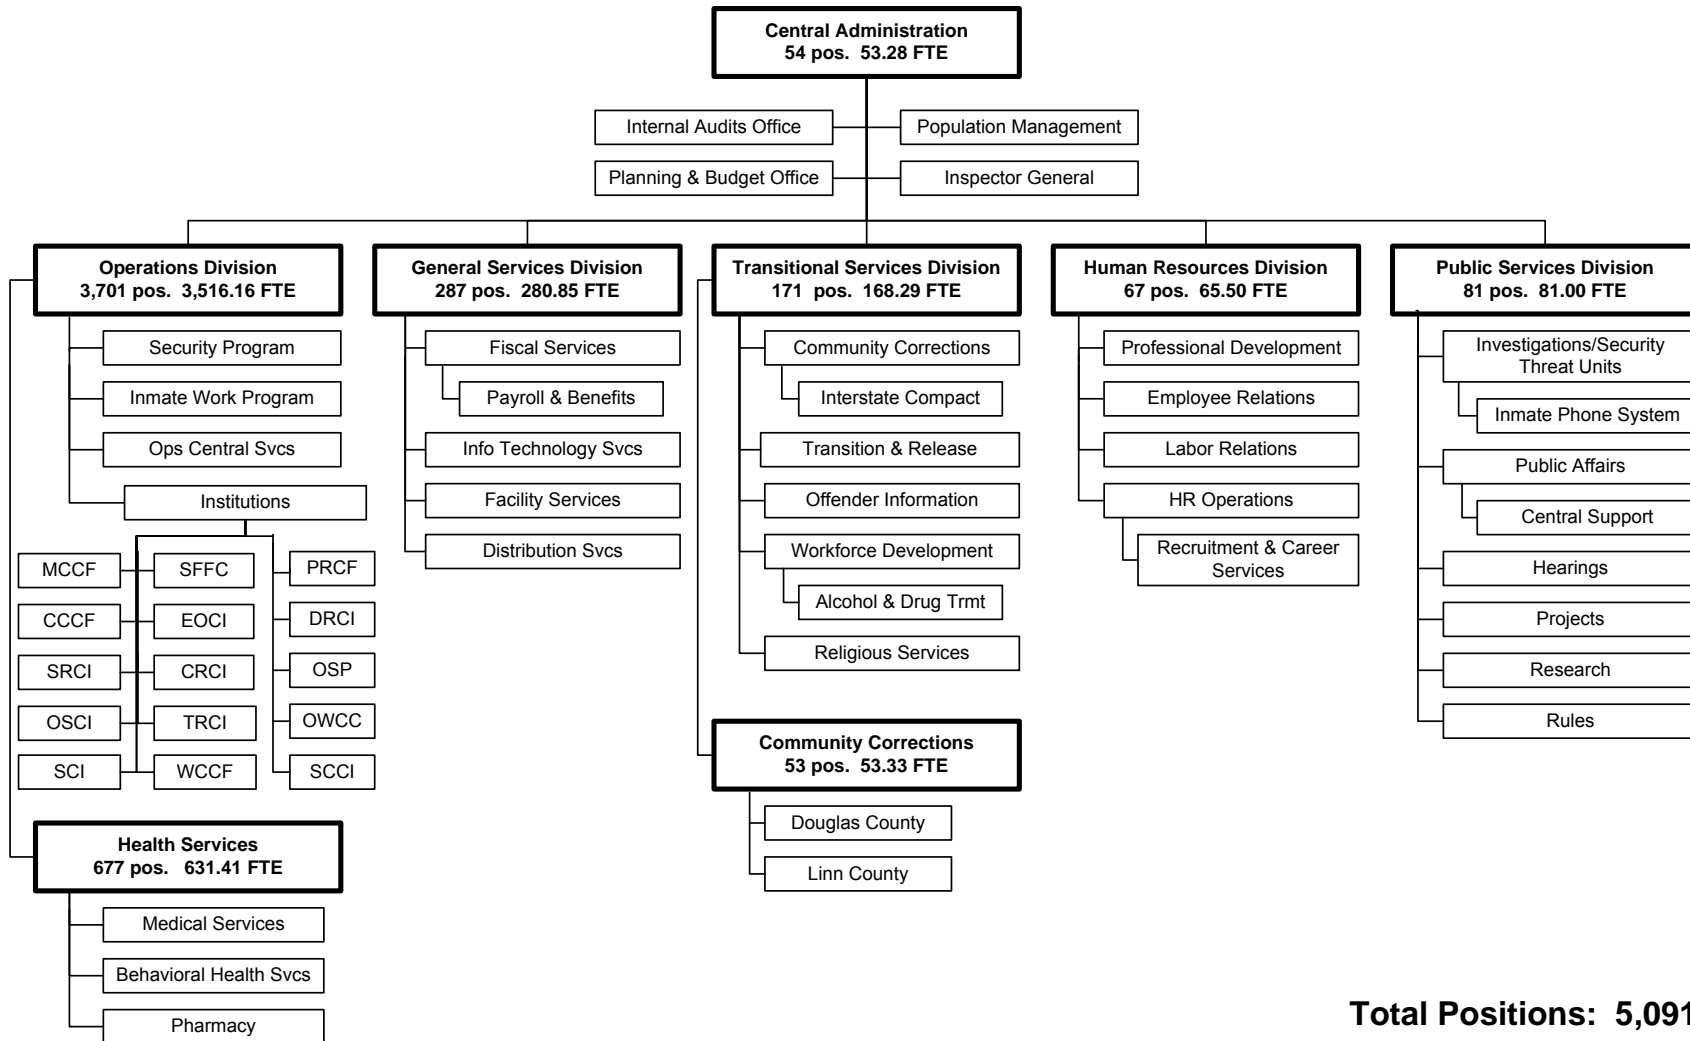 Central Administration
54 pos. 53.28 FTE
Internal Audits Office
Population Management
Planning & Budget Office
Inspector General
Operations Division
3,701 pos. 3,516.16 FTE
Security Program
Inmate Work Program
Ops Central Svcs
Institutions
MCCF
SFFC
PRCF
CCCF
EOCI
DRCI
SRCI
CRCI
OSP
OSCI
TRCI
OWCC
SCI
WCCF
SCCI
Health Services
677 pos. 631.41 FTE
Medical Services
Behavioral Health Svcs
Pharmacy
General Services Division
287 pos. 280.85 FTE
Fiscal Services
Payroll & Benefits
Info Technology Svcs
Facility Services
Distribution Svcs
Transitional Services Division
171 pos. 168.29 FTE
Community Corrections
Interstate Compact
Transition & Release
Offender Information
Workforce Development
Alcohol & Drug Trmt
Religious Services
Community Corrections
53 pos. 53.33 FTE
Douglas County
Linn County
Human Resources Division
67 pos. 65.50 FTE
Professional Development
Employee Relations
Labor Relations
HR Operations
Recruitment & Career
Services
Public Services Division
81 pos. 81.00 FTE
Investigations/Security
Threat Units
Inmate Phone System
Public Affairs
Central Support
Hearings
Projects
Research
Rules
Total Positions: 5,091